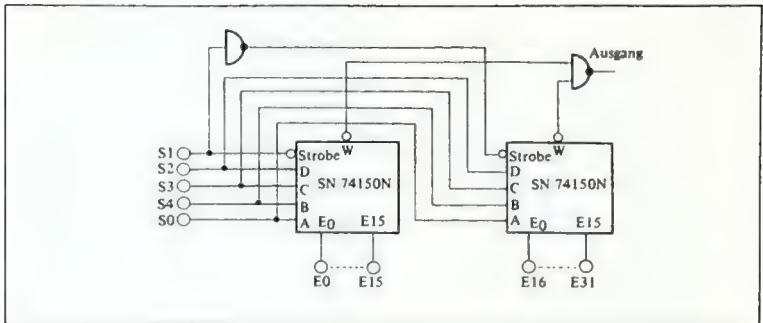 Ausgang
S1
S2
S3
S4
S0
Strobe
W
D
C
B
A
SN 74150N
E0
E15
E0
E15
Strobe
W
D
C
B
A
SN 74150N
E0
E15
E16
E31